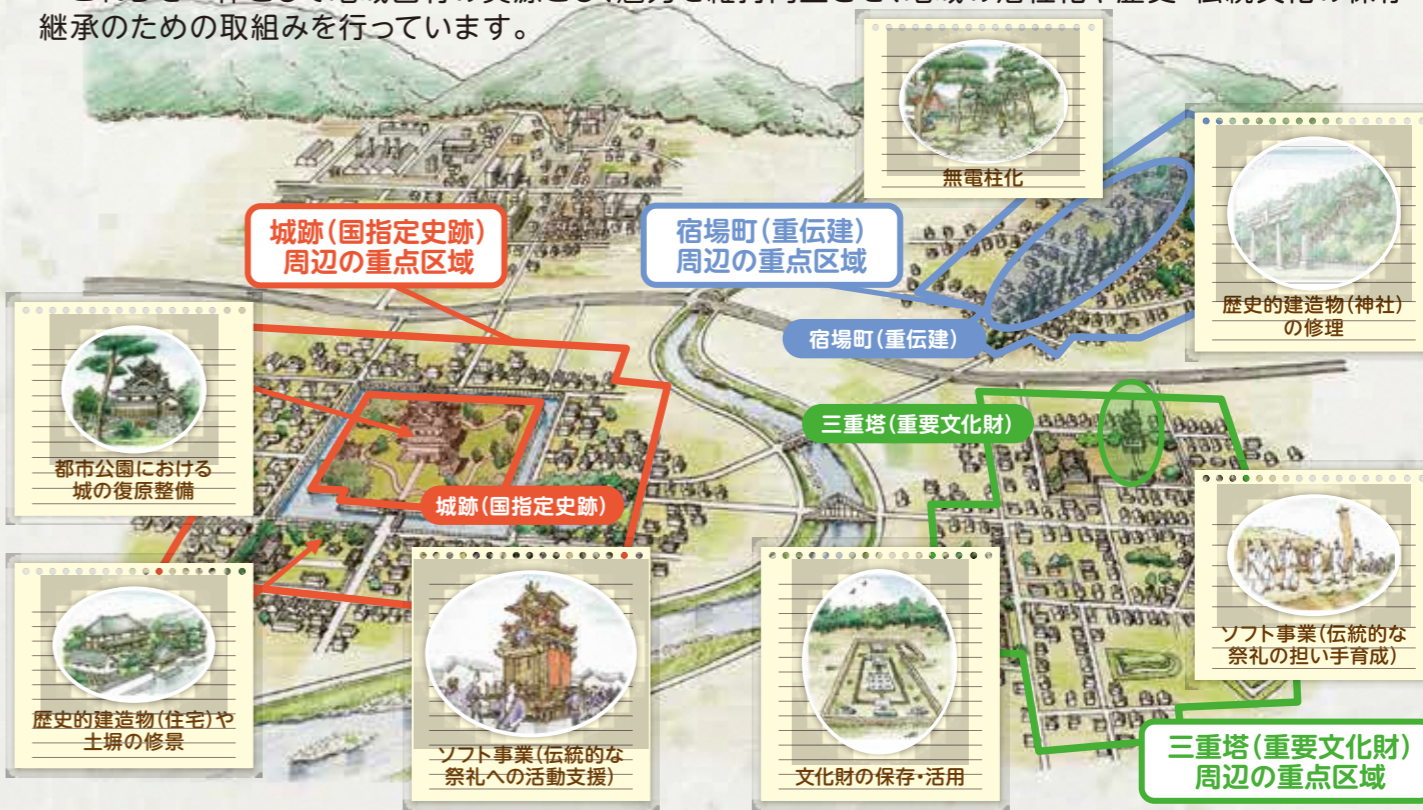 継承のための取組みを行っています。
無電柱化
城跡(国指定史跡)
周辺の重点区域
宿場町(重伝建)
周辺の重点区域
歴史的建造物(神社)
の修理
宿場町(重伝建)
都市公園における
城の復原整備
三重塔(重要文化財)
城跡(国指定史跡)
歴史的建造物(住宅)や
土塀の修景
ソフト事業(伝統的な
祭礼への活動支援)
文化財の保存・活用
ソフト事業(伝統的な
祭礼の担い手育成)
三重塔(重要文化財)
周辺の重点区域